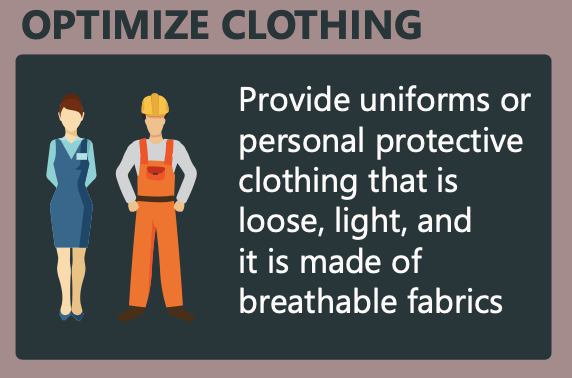 OPTIMIZE CLOTHING
Provide uniforms or
personal protective
clothing that is
loose, light, and
it is made of
breathable fabrics